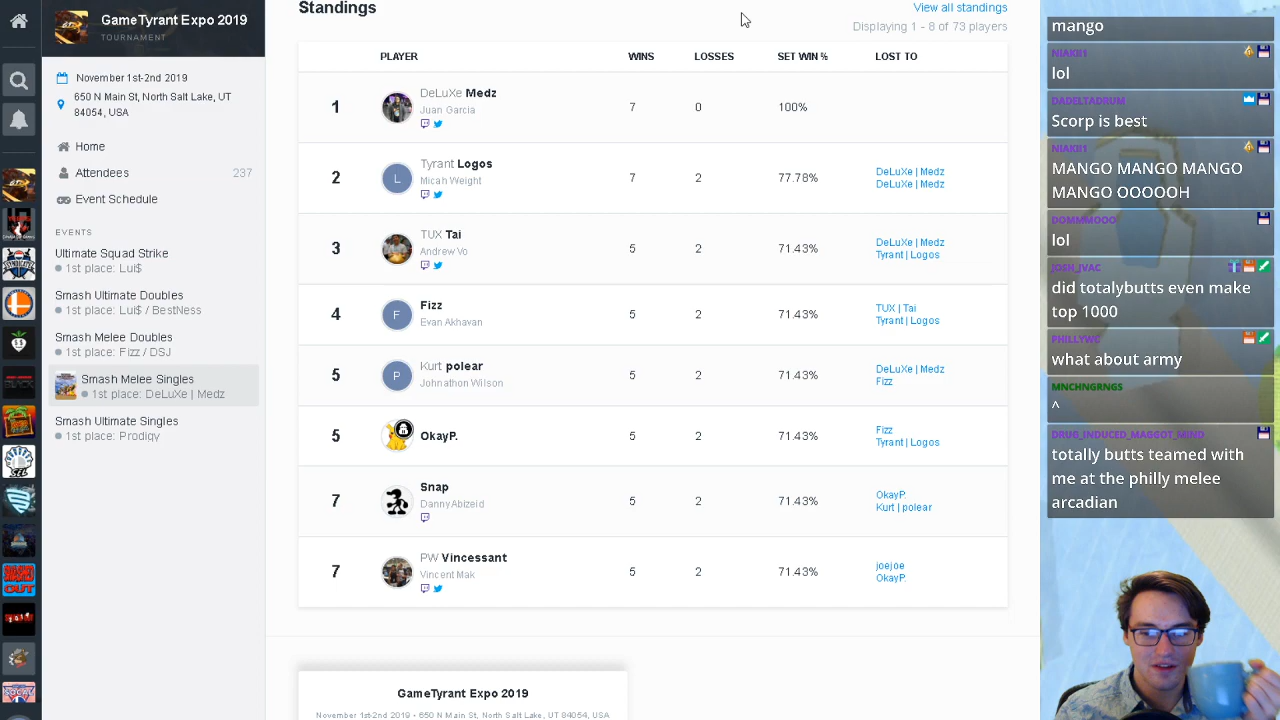 GameTyrant Expo 2019
TOURNAMENT
November 1st-2nd 2019
650 N Main St, North Salt Lake, UT
84054, USA
Home
Attendees 237
Event Schedule
EVENTS
Ultimate Squad Strike
1st place: Lui$
Smash Ultimate Doubles
1st place: Lui$ / BestNess
Smash Melee Doubles
1st place: Fizz / DSJ
Smash Melee Singles
1st place: DeLuXe | Medz
Smash Ultimate Singles
1st place: Prodigy
Standings
View all standings
Displaying 1 - 8 of 73 players
PLAYER WINS LOSSES SET WIN % LOST TO
1 DeLuXe Medz 7 0 100%
Juan Garcia
2 Tyrant Logos 7 2 77.78% DeLuXe | Medz
L Micah Weight DeLuXe | Medz
3 TUX Tai 5 2 71.43% DeLuXe | Medz
Andrew Vo Tyrant | Logos
4 F Fizz 5 2 71.43% TUX | Tai
Evan Akhavan Tyrant | Logos
5 P Kurt polear 5 2 71.43% DeLuXe | Medz
Johnathon Wilson Fizz
5 OkayP. 5 2 71.43% Fizz
Tyrant | Logos
7 Snap 5 2 71.43% OkayP.
Danny Abizeid Kurt | polear
7 PW Vincessant 5 2 71.43% joejoe
Vincent Mak OkayP.
GameTyrant Expo 2019
November 1st-2nd 2019 • 650 N Main St, North Salt Lake, UT 84054, USA
mango
NIAKII1
lol
DADELTADRUM
Scorp is best
NIAKII1
MANGO MANGO MANGO
MANGO OOOOOH
DOMMMOOO
lol
JOSH_JVAC
did totalybutts even make
top 1000
PHILLYWC
what about army
MNCHNGRNGS
^
DRUG_INDUCED_MAGGOT_MIND
totally butts teamed with
me at the philly melee
arcadian